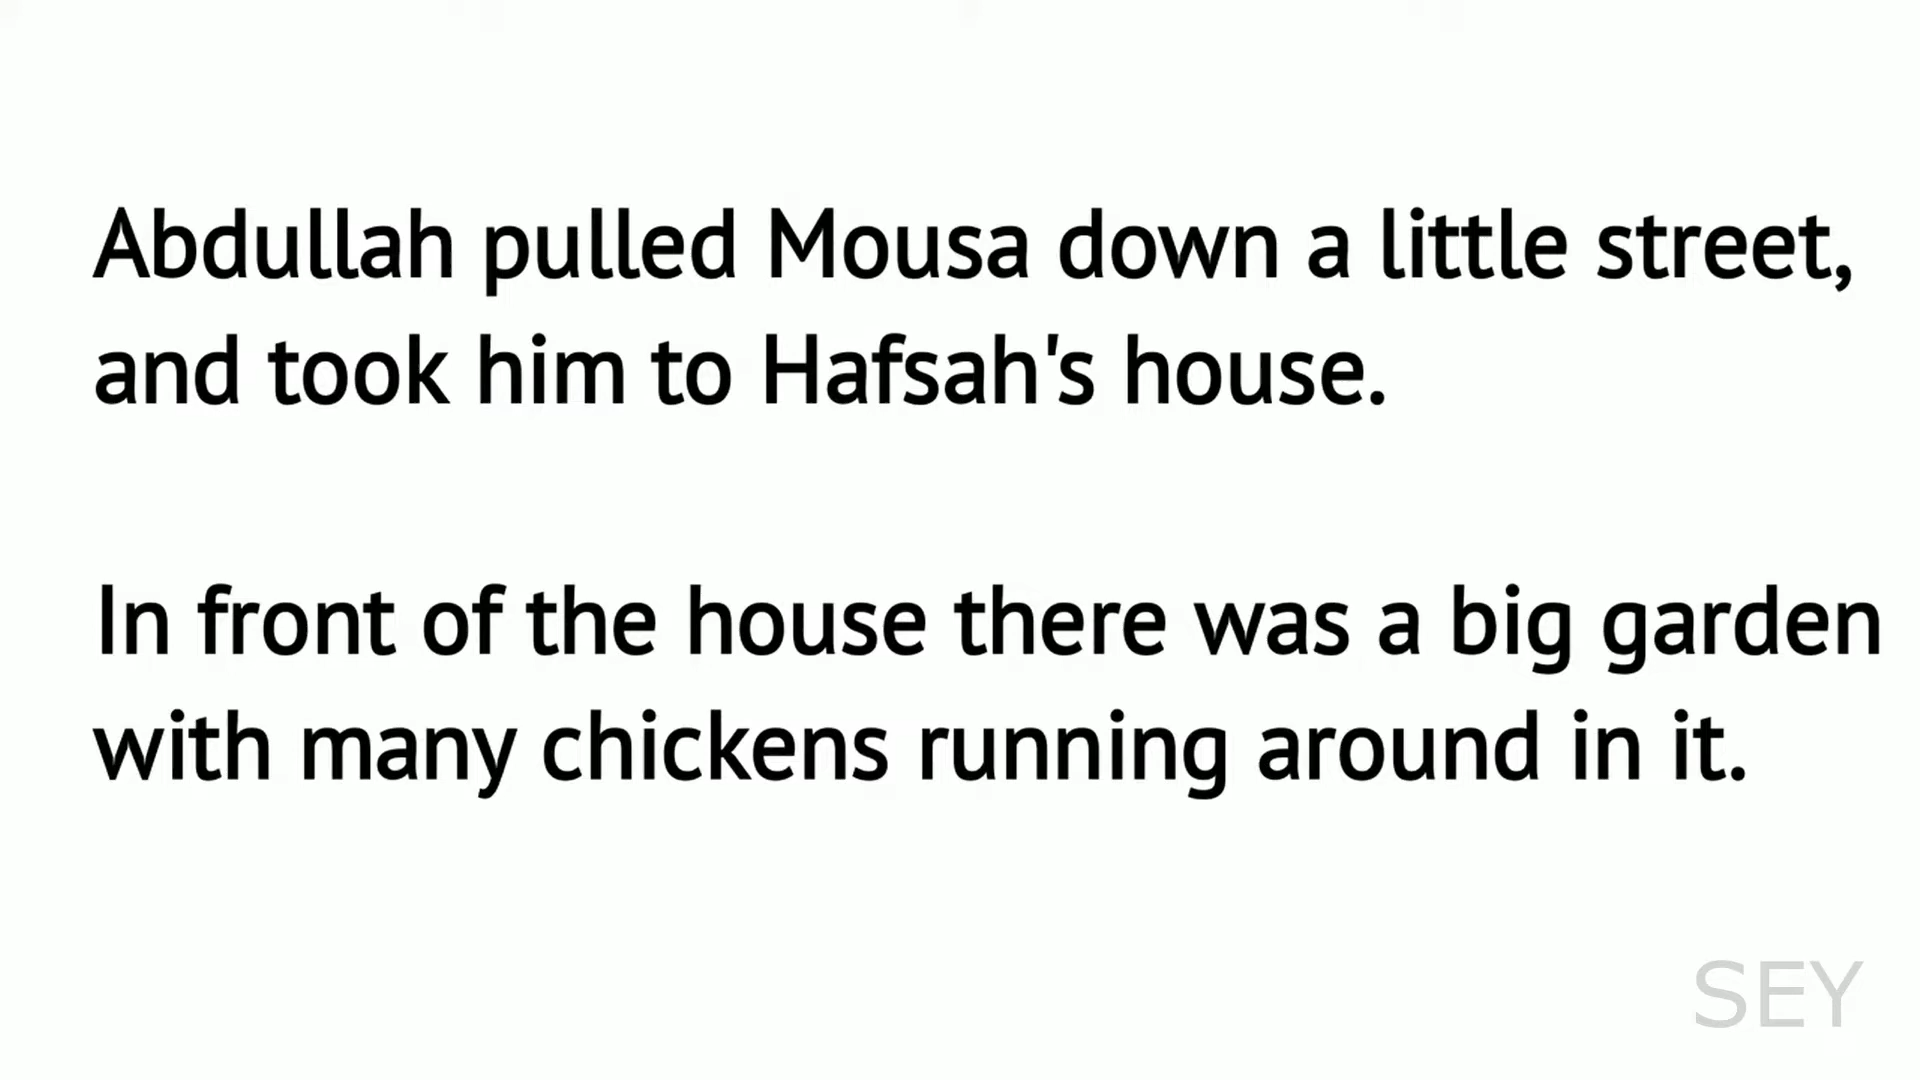 Abdullah pulled Mousa down a little street,
and took him to Hafsah's house.
In front of the house there was a big garden
with many chickens running around in it.
SEY